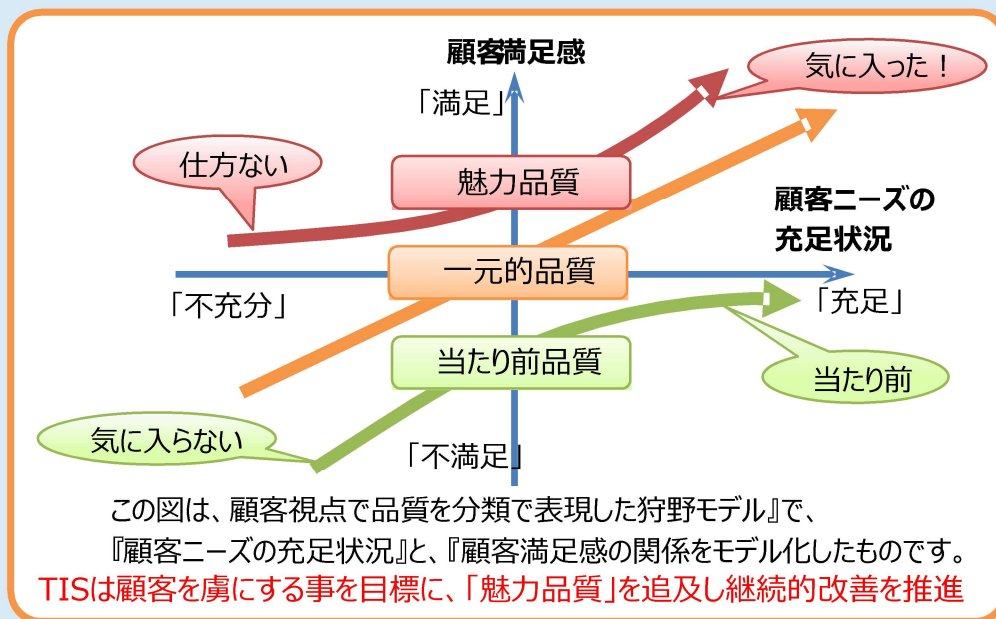 顧客満足感
「満足」
気に入った！
仕方ない
魅力品質
顧客ニーズの
充足状況
一元的品質
「不充分」
「充足」
当たり前品質
当たり前
気に入らない
「不満足」
この図は、顧客視点で品質を分類で表現した狩野モデル』で、
『顧客ニーズの充足状況』と、『顧客満足感の関係をモデル化したものです。
TISは顧客を虜にする事を目標に、「魅力品質」を追及し継続的改善を推進